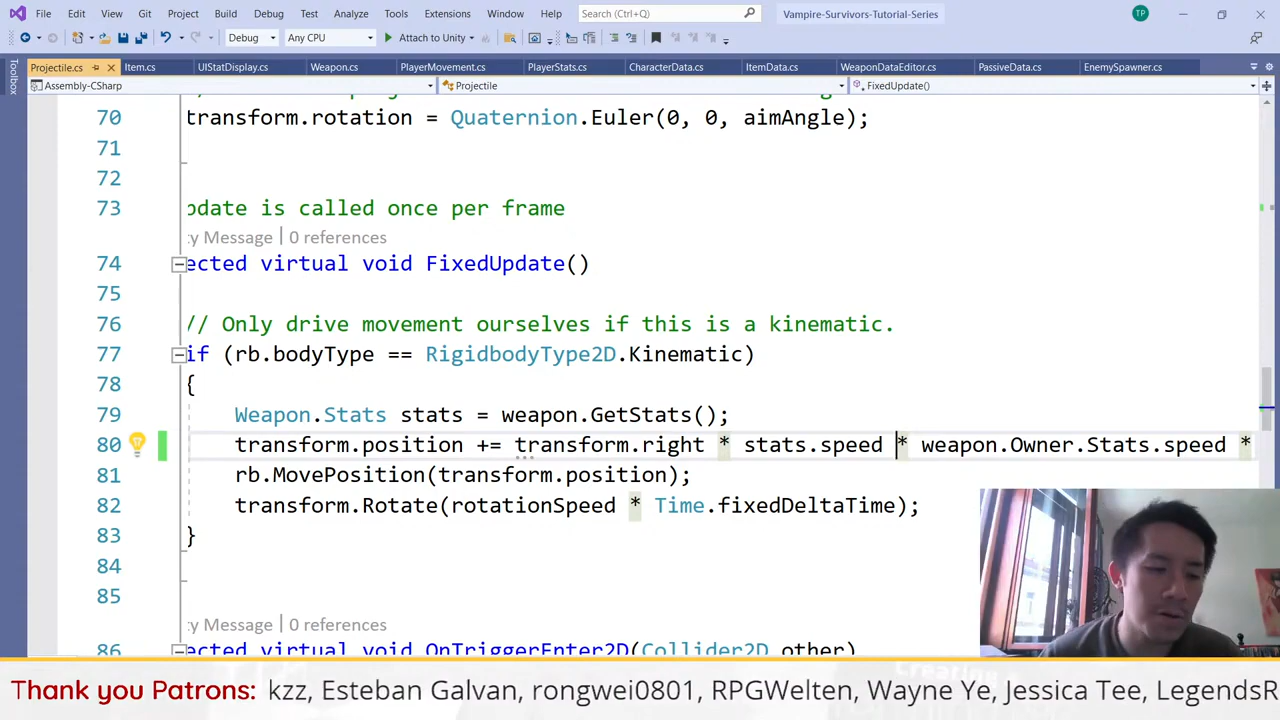 File Edit View Git Project Build Debug Test Analyze Tools Extensions Window Help Search (Ctrl+Q) Vampire-Survivors-Tutorial-Series TP
Debug Any CPU Attach to Unity
Projectile.cs Item.cs UIStatDisplay.cs Weapon.cs PlayerMovement.cs PlayerStats.cs CharacterData.cs ItemData.cs WeaponDataEditor.cs PassiveData.cs EnemySpawner.cs
Toolbox
Assembly-CSharp Projectile FixedUpdate()
70 transform.rotation = Quaternion.Euler(0, 0, aimAngle);
71
72
73 pdate is called once per frame
ty Message | 0 references
74 ected virtual void FixedUpdate()
75
76 // Only drive movement ourselves if this is a kinematic.
77 if (rb.bodyType == RigidbodyType2D.Kinematic)
78 {
79 Weapon.Stats stats = weapon.GetStats();
80 transform.position += transform.right * stats.speed * weapon.Owner.Stats.speed *
81 rb.MovePosition(transform.position);
82 transform.Rotate(rotationSpeed * Time.fixedDeltaTime);
83 }
84
85
ty Message | 0 references
86 ected virtual void OnTriggerEnter2D(Collider2D other)
Thank you Patrons: kzz, Esteban Galvan, rongwei0801, RPGWelten, Wayne Ye, Jessica Tee, LegendsR